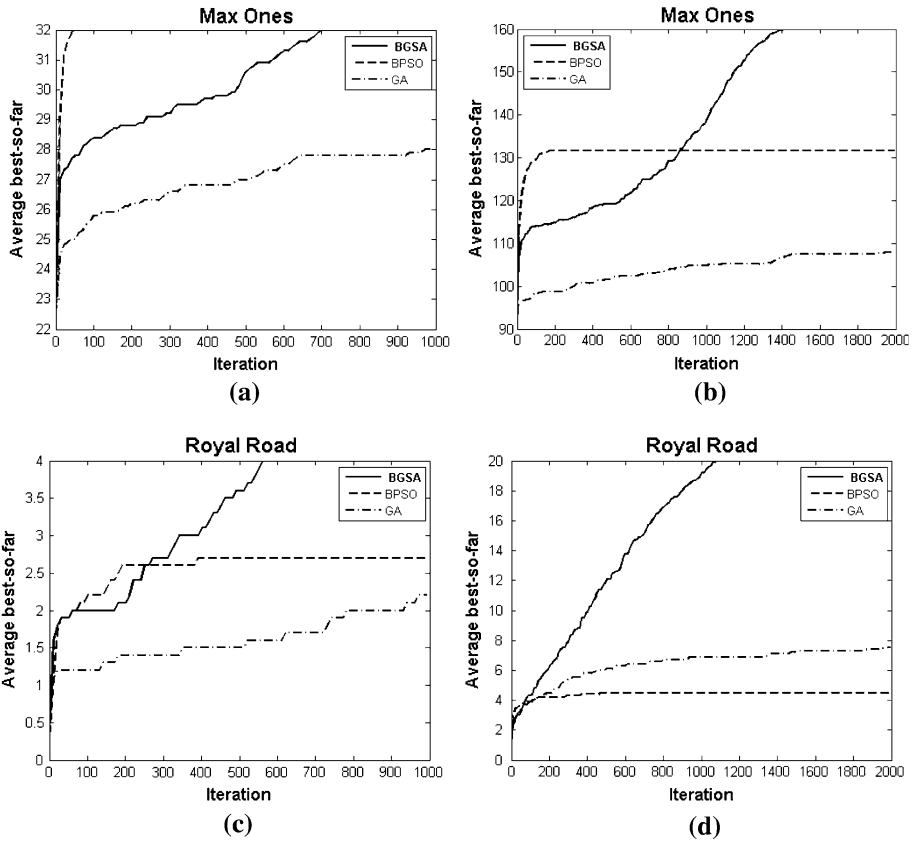 Max Ones
Average best-so-far
32
31
30
29
28
27
26
25
24
23
22
BGSA
BPSO
GA
0 100 200 300 400 500 600 700 800 900 1000
Iteration
(a)
Max Ones
Average best-so-far
160
150
140
130
120
110
100
90
BGSA
BPSO
GA
0 200 400 600 800 1000 1200 1400 1600 1800 2000
Iteration
(b)
Royal Road
Average best-so-far
4
3.5
3
2.5
2
1.5
1
0.5
0
BGSA
BPSO
GA
0 100 200 300 400 500 600 700 800 900 1000
Iteration
(c)
Royal Road
Average best-so-far
20
18
16
14
12
10
8
6
4
2
0
BGSA
BPSO
GA
0 200 400 600 800 1000 1200 1400 1600 1800 2000
Iteration
(d)